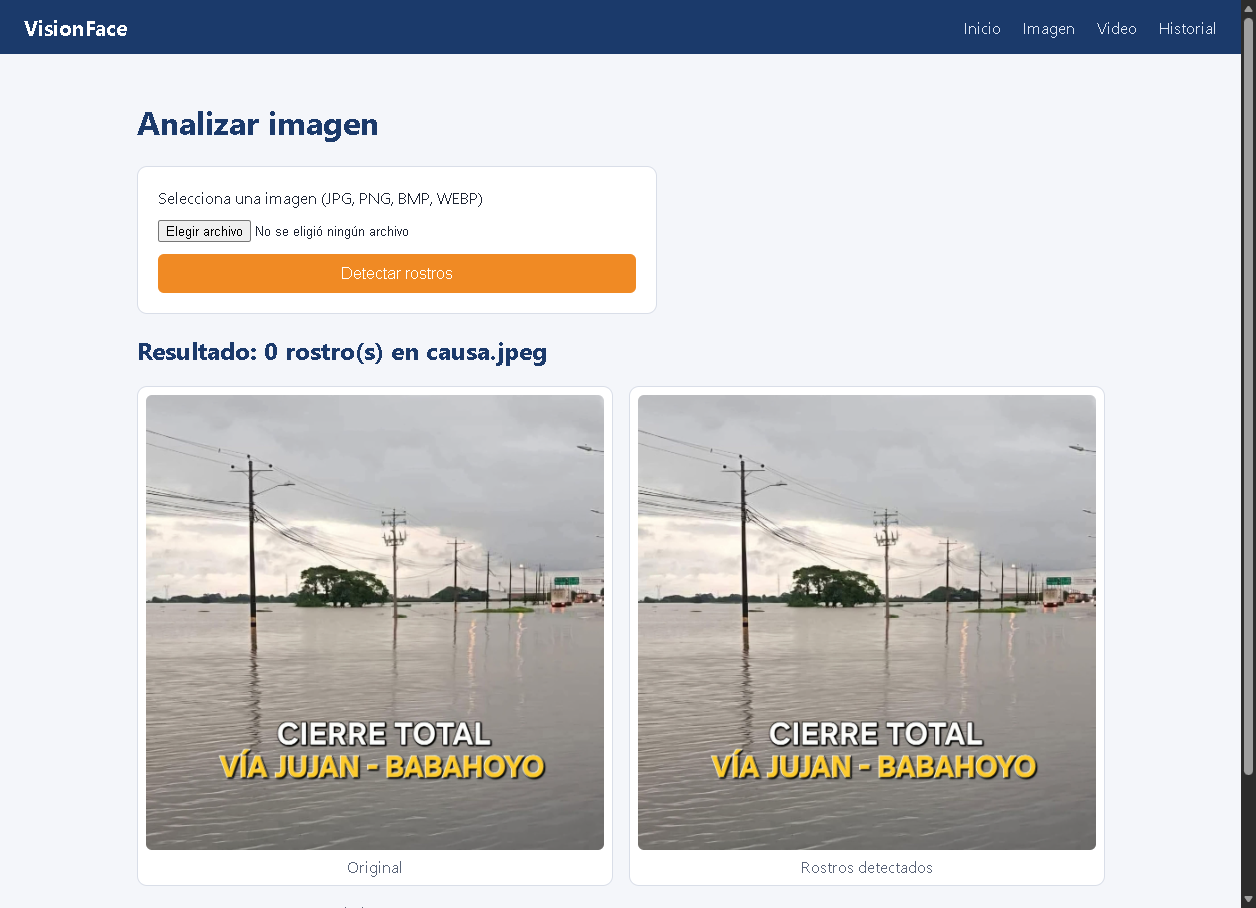 VisionFace
Inicio Imagen Video Historial
Analizar imagen
Selecciona una imagen (JPG, PNG, BMP, WEBP)
Elegir archivo No se eligió ningún archivo
Detectar rostros
Resultado: 0 rostro(s) en causa.jpeg
CIERRE TOTAL
VÍA JUJAN - BABAHOYO
Original
CIERRE TOTAL
VÍA JUJAN - BABAHOYO
Rostros detectados